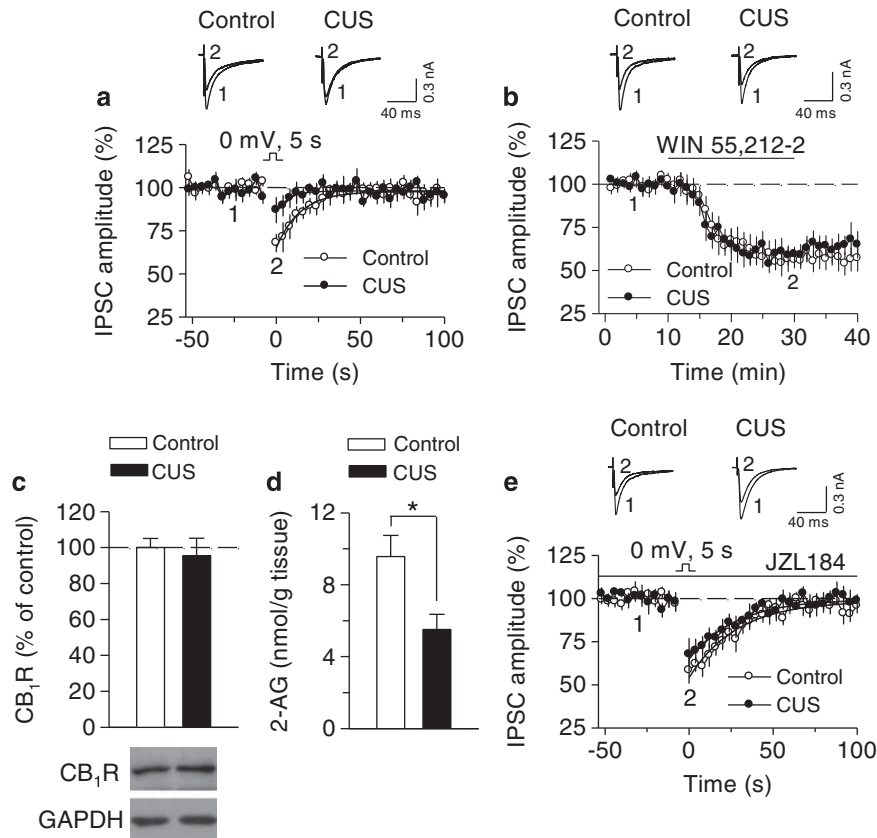 Control CUS
2 2
1 1
0.3 nA
40 ms
a
IPSC amplitude (%)
125
100
75
50
25
0 mV, 5 s
1
2
Control
CUS
-50 0 50 100
Time (s)
Control CUS
2 2
1 1
0.3 nA
40 ms
b
IPSC amplitude (%)
125
100
75
50
25
WIN 55,212-2
1
2
Control
CUS
0 10 20 30 40
Time (min)
c
Control
CUS
CB1R (% of control)
120
100
80
60
40
20
0
CB1R
GAPDH
d
Control
CUS
2-AG (nmol/g tissue)
12
8
4
0
*
Control CUS
2 2
1 1
0.3 nA
40 ms
e
IPSC amplitude (%)
125
100
75
50
25
0 mV, 5 s
JZL184
1
2
Control
CUS
-50 0 50 100
Time (s)